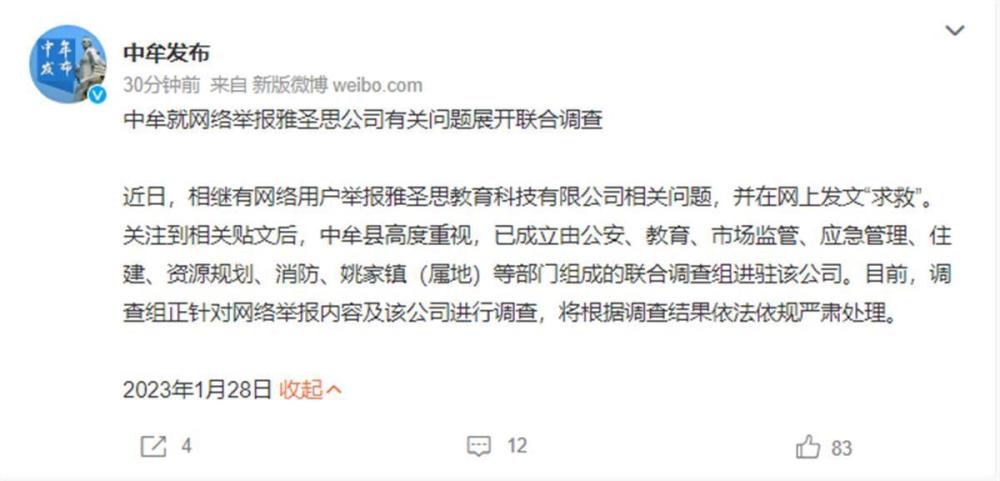 中牟
发布
中牟发布
30分钟前 来自 新版微博 weibo.com
中牟就网络举报雅圣思公司有关问题展开联合调查
近日，相继有网络用户举报雅圣思教育科技有限公司相关问题，并在网上发文“求救”。
关注到相关贴文后，中牟县高度重视，已成立由公安、教育、市场监管、应急管理、住
建、资源规划、消防、姚家镇（属地）等部门组成的联合调查组进驻该公司。目前，调
查组正针对网络举报内容及该公司进行调查，将根据调查结果依法依规严肃处理。
2023年1月28日 收起
4 12 83